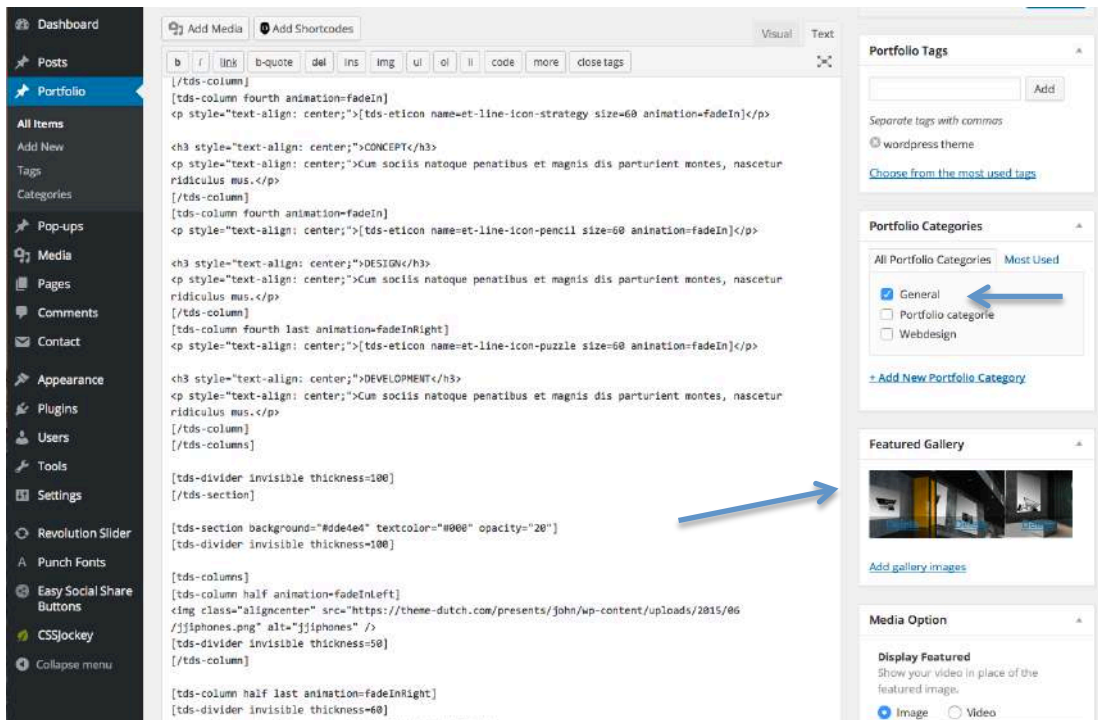 Dashboard
Posts
Portfolio
All Items
Add New
Tags
Categories
Pop-ups
Media
Pages
Comments
Contact
Appearance
Plugins
Users
Tools
Settings
Revolution Slider
Punch Fonts
Easy Social Share
Buttons
CSSJockey
Collapse menu
Add Media Add Shortcodes
Visual Text
b i link b-quote del ins img ul ol li code more close tags
[/tds-column]
[tds-column fourth animation=fadeIn]
<p style="text-align: center;">[tds-eticon name=et-line-icon-strategy size=60 animation=fadeIn]</p>
<h3 style="text-align: center;">CONCEPT</h3>
<p style="text-align: center;">Cum sociis natoque penatibus et magnis dis parturient montes, nascetur
ridiculus mus.</p>
[/tds-column]
[tds-column fourth animation=fadeIn]
<p style="text-align: center;">[tds-eticon name=et-line-icon-pencil size=60 animation=fadeIn]</p>
<h3 style="text-align: center;">DESIGN</h3>
<p style="text-align: center;">Cum sociis natoque penatibus et magnis dis parturient montes, nascetur
ridiculus mus.</p>
[/tds-column]
[tds-column fourth last animation=fadeInRight]
<p style="text-align: center;">[tds-eticon name=et-line-icon-puzzle size=60 animation=fadeIn]</p>
<h3 style="text-align: center;">DEVELOPMENT</h3>
<p style="text-align: center;">Cum sociis natoque penatibus et magnis dis parturient montes, nascetur
ridiculus mus.</p>
[/tds-column]
[/tds-columns]
[tds-divider invisible thickness=100]
[/tds-section]
[tds-section background="#dde4e4" textcolor="#000" opacity="20"]
[tds-divider invisible thickness=100]
[tds-columns]
[tds-column half animation=fadeInLeft]
<img class="aligncenter" src="https://theme-dutch.com/presents/john/wp-content/uploads/2015/06
/jjiphones.png" alt="jjiphones" />
[tds-divider invisible thickness=50]
[/tds-column]
[tds-column half last animation=fadeInRight]
[tds-divider invisible thickness=60]
Portfolio Tags
Add
Separate tags with commas
wordpress theme
Choose from the most used tags
Portfolio Categories
All Portfolio Categories Most Used
General
Portfolio categorie
Webdesign
+ Add New Portfolio Category
Featured Gallery
Delete Delete Delete
Add gallery images
Media Option
Display Featured
Show your video in place of the
featured image.
Image Video